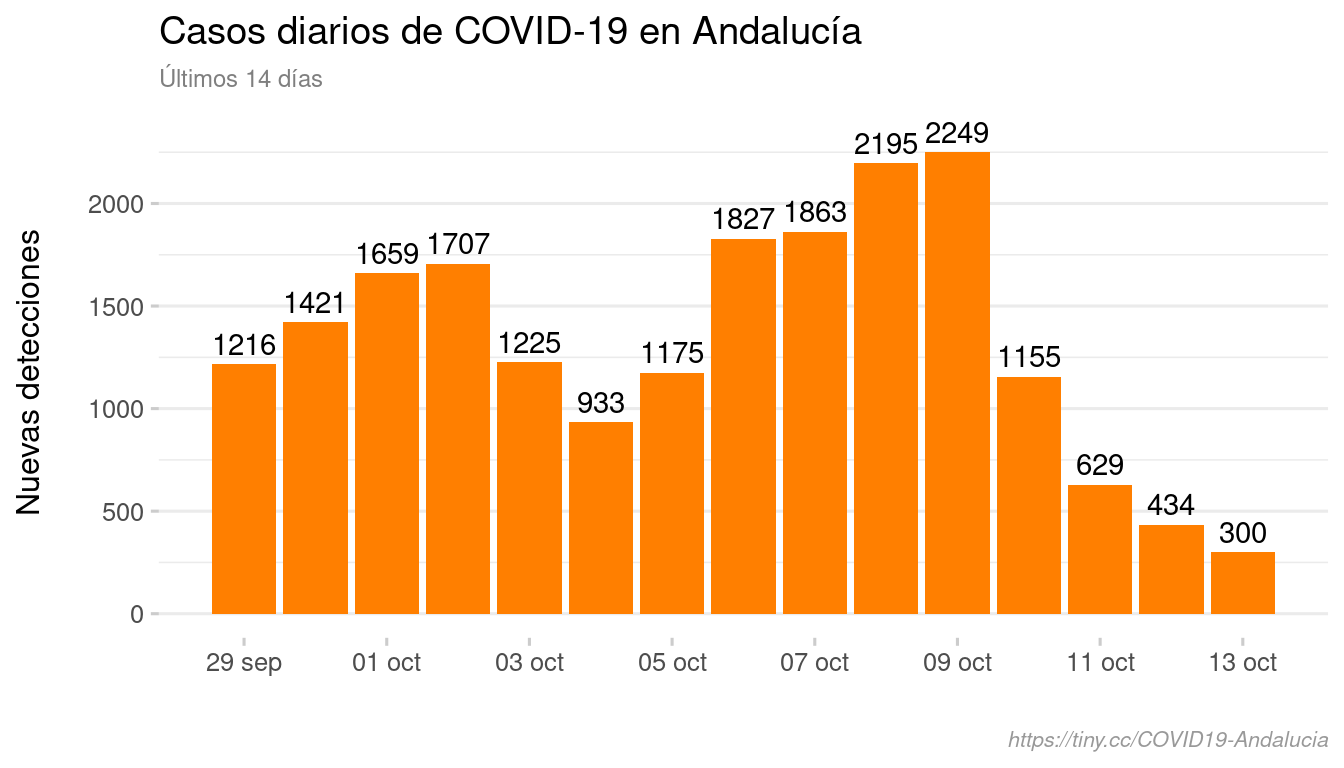 Casos diarios de COVID-19 en Andalucía
Últimos 14 días
Nuevas detecciones
2000
1500
1000
500
0
1216
1421
1659
1707
1225
933
1175
1827
1863
2195
2249
1155
629
434
300
29 sep
01 oct
03 oct
05 oct
07 oct
09 oct
11 oct
13 oct
https://tiny.cc/COVID19-Andalucia